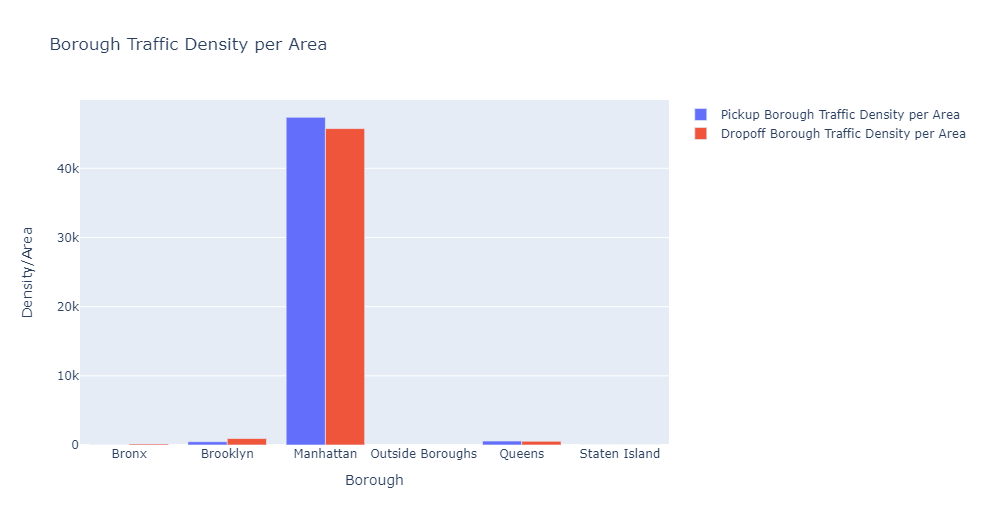 Borough Traffic Density per Area
Pickup Borough Traffic Density per Area
Dropoff Borough Traffic Density per Area
Density/Area
40k
30k
20k
10k
0
Bronx Brooklyn Manhattan Outside Boroughs Queens Staten Island
Borough